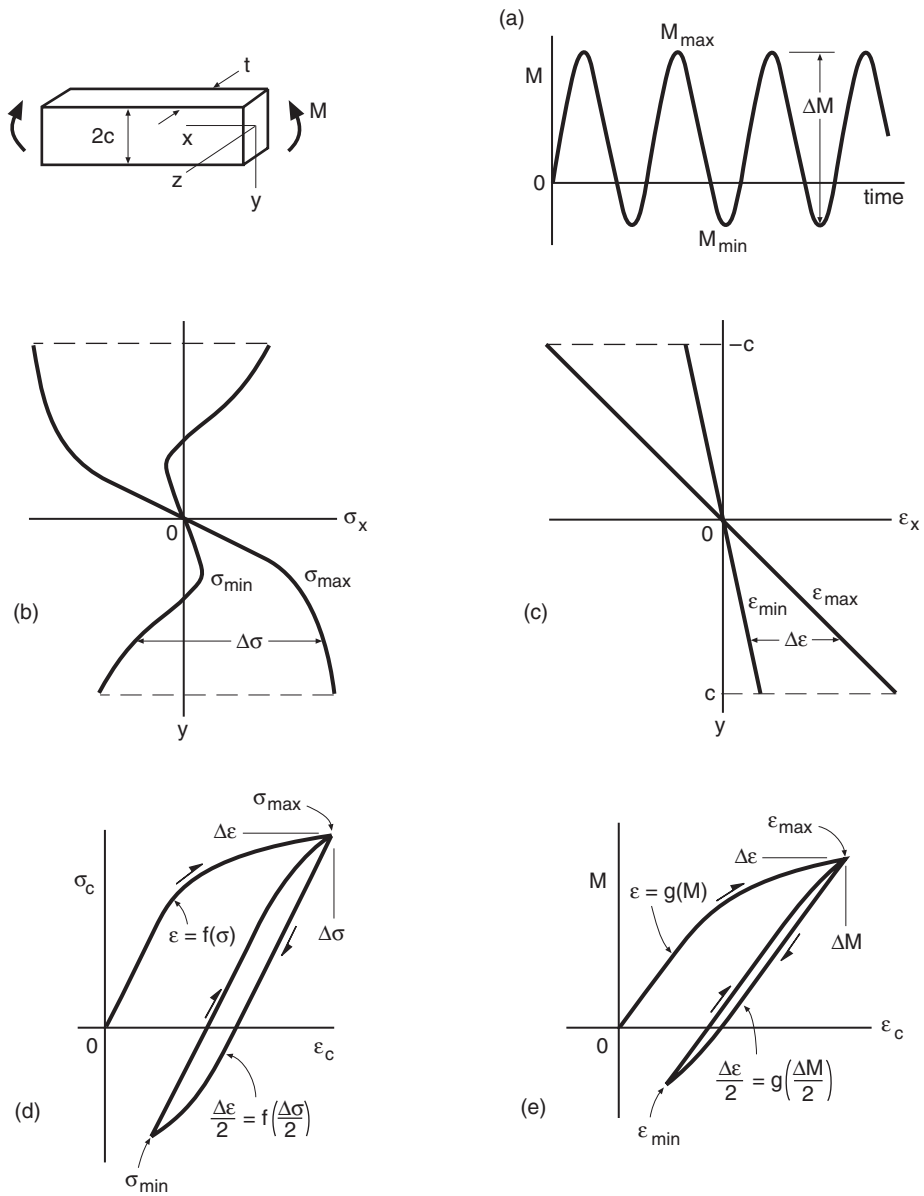 (a)
t
M
2c
x
z
y
M
M_max
ΔM
0
time
M_min
(b)
σ_x
0
σ_min
σ_max
Δσ
y
(c)
–c
ε_x
0
ε_min
ε_max
Δε
c
y
(d)
σ_max
Δε
σ_c
ε = f(σ)
Δσ
0
ε_c
Δε/2 = f(Δσ/2)
σ_min
(e)
ε_max
Δε
M
ε = g(M)
ΔM
0
ε_c
Δε/2 = g(ΔM/2)
ε_min